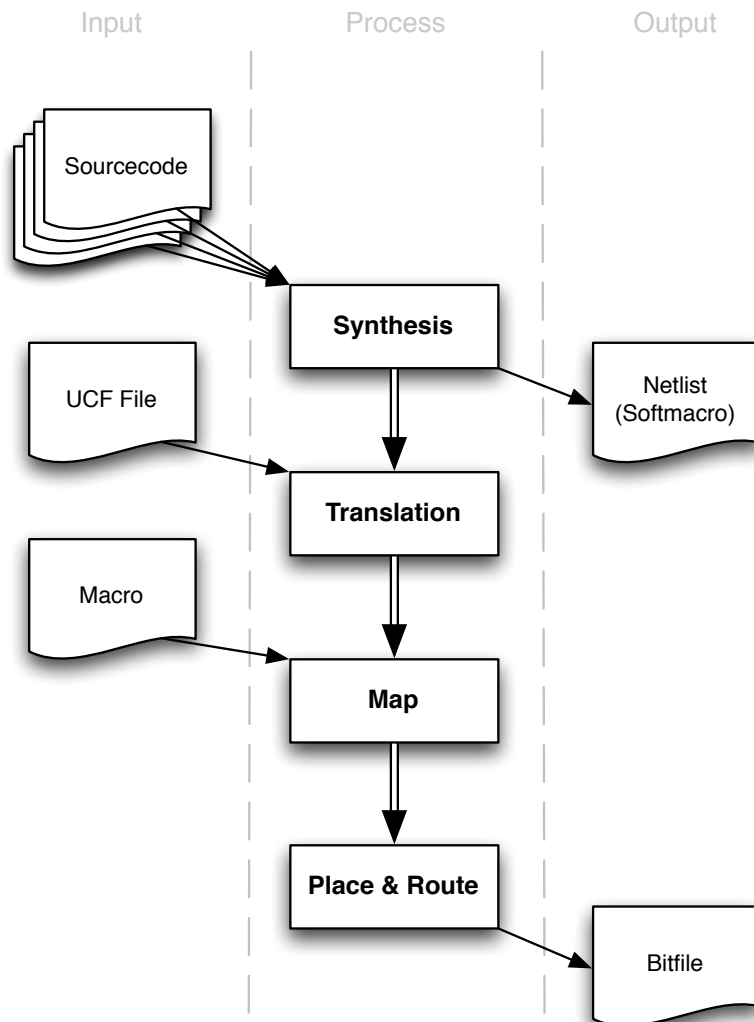 Input
Process
Output
Sourcecode
Synthesis
UCF File
Netlist
(Softmacro)
Translation
Macro
Map
Place & Route
Bitfile